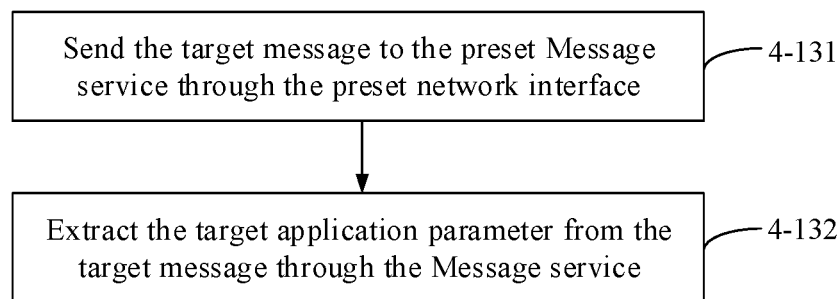 Send the target message to the preset Message
service through the preset network interface
4-131
Extract the target application parameter from the
target message through the Message service
4-132